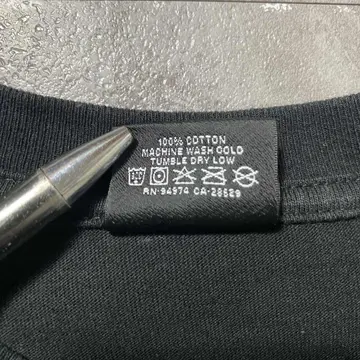 100% COTTON
MACHINE WASH COLD
TUMBLE DRY LOW
RN-94974 CA-28529